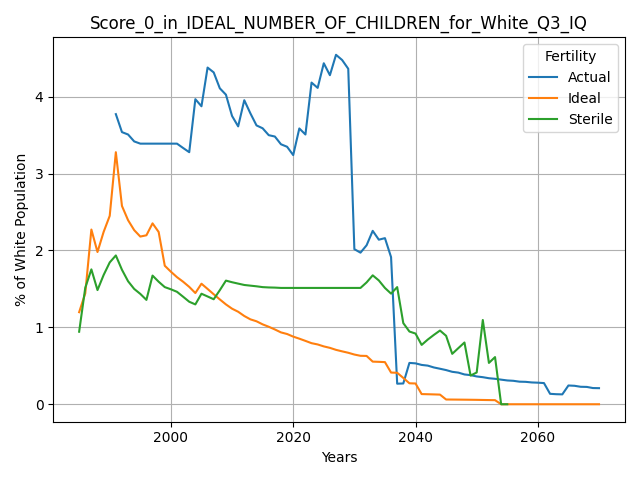 Score_0_in_IDEAL_NUMBER_OF_CHILDREN_for_White_Q3_IQ
Fertility
Actual
Ideal
Sterile
% of White Population
4
3
2
1
0
2000
2020
2040
2060
Years